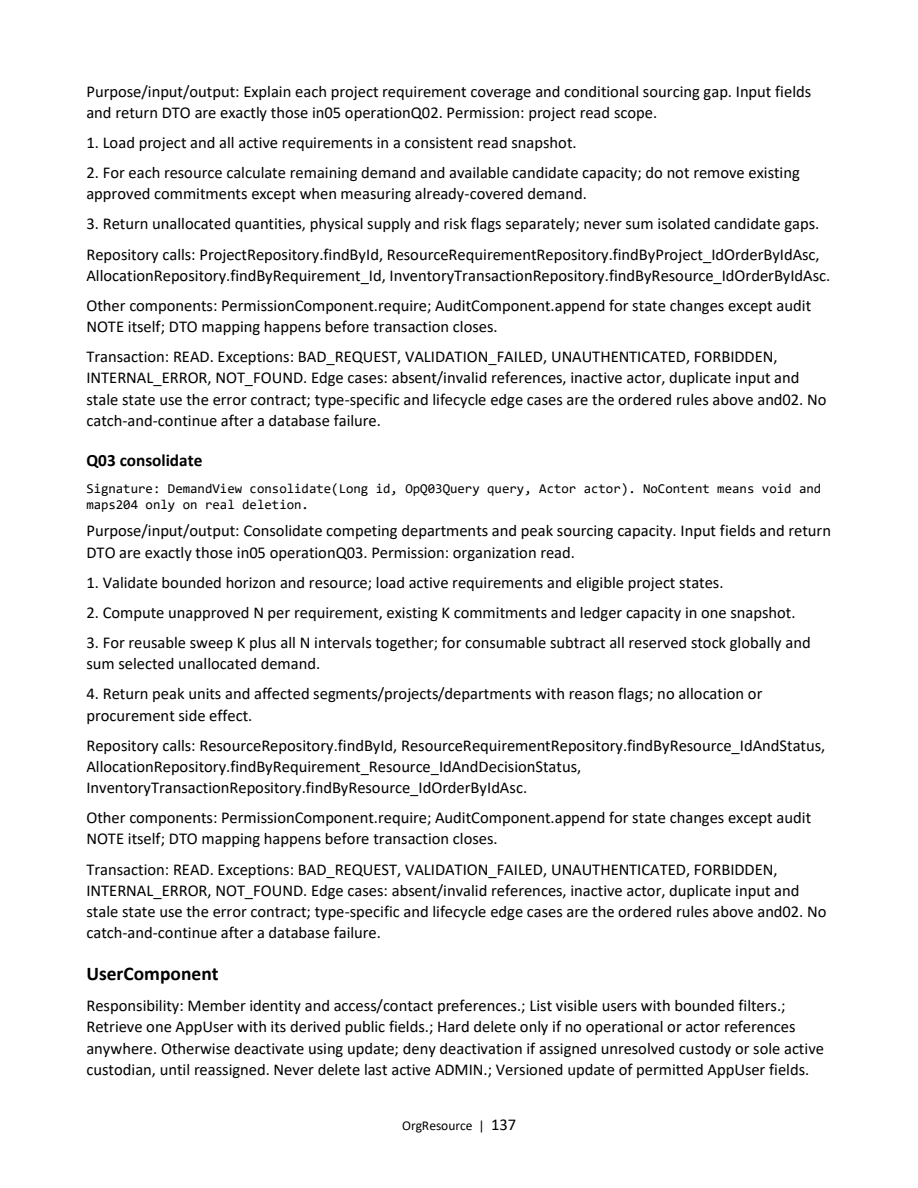 Purpose/input/output: Explain each project requirement coverage and conditional sourcing gap. Input fields
and return DTO are exactly those in05 operationQ02. Permission: project read scope.
1. Load project and all active requirements in a consistent read snapshot.
2. For each resource calculate remaining demand and available candidate capacity; do not remove existing
approved commitments except when measuring already-covered demand.
3. Return unallocated quantities, physical supply and risk flags separately; never sum isolated candidate gaps.
Repository calls: ProjectRepository.findById, ResourceRequirementRepository.findByProject_IdOrderByIdAsc,
AllocationRepository.findByRequirement_Id, InventoryTransactionRepository.findByResource_IdOrderByIdAsc.
Other components: PermissionComponent.require; AuditComponent.append for state changes except audit
NOTE itself; DTO mapping happens before transaction closes.
Transaction: READ. Exceptions: BAD_REQUEST, VALIDATION_FAILED, UNAUTHENTICATED, FORBIDDEN,
INTERNAL_ERROR, NOT_FOUND. Edge cases: absent/invalid references, inactive actor, duplicate input and
stale state use the error contract; type-specific and lifecycle edge cases are the ordered rules above and02. No
catch-and-continue after a database failure.
Q03 consolidate
Signature: DemandView consolidate(Long id, OpQ03Query query, Actor actor). NoContent means void and
maps204 only on real deletion.
Purpose/input/output: Consolidate competing departments and peak sourcing capacity. Input fields and return
DTO are exactly those in05 operationQ03. Permission: organization read.
1. Validate bounded horizon and resource; load active requirements and eligible project states.
2. Compute unapproved N per requirement, existing K commitments and ledger capacity in one snapshot.
3. For reusable sweep K plus all N intervals together; for consumable subtract all reserved stock globally and
sum selected unallocated demand.
4. Return peak units and affected segments/projects/departments with reason flags; no allocation or
procurement side effect.
Repository calls: ResourceRepository.findById, ResourceRequirementRepository.findByResource_IdAndStatus,
AllocationRepository.findByRequirement_Resource_IdAndDecisionStatus,
InventoryTransactionRepository.findByResource_IdOrderByIdAsc.
Other components: PermissionComponent.require; AuditComponent.append for state changes except audit
NOTE itself; DTO mapping happens before transaction closes.
Transaction: READ. Exceptions: BAD_REQUEST, VALIDATION_FAILED, UNAUTHENTICATED, FORBIDDEN,
INTERNAL_ERROR, NOT_FOUND. Edge cases: absent/invalid references, inactive actor, duplicate input and
stale state use the error contract; type-specific and lifecycle edge cases are the ordered rules above and02. No
catch-and-continue after a database failure.
UserComponent
Responsibility: Member identity and access/contact preferences.; List visible users with bounded filters.;
Retrieve one AppUser with its derived public fields.; Hard delete only if no operational or actor references
anywhere. Otherwise deactivate using update; deny deactivation if assigned unresolved custody or sole active
custodian, until reassigned. Never delete last active ADMIN.; Versioned update of permitted AppUser fields.
OrgResource | 137